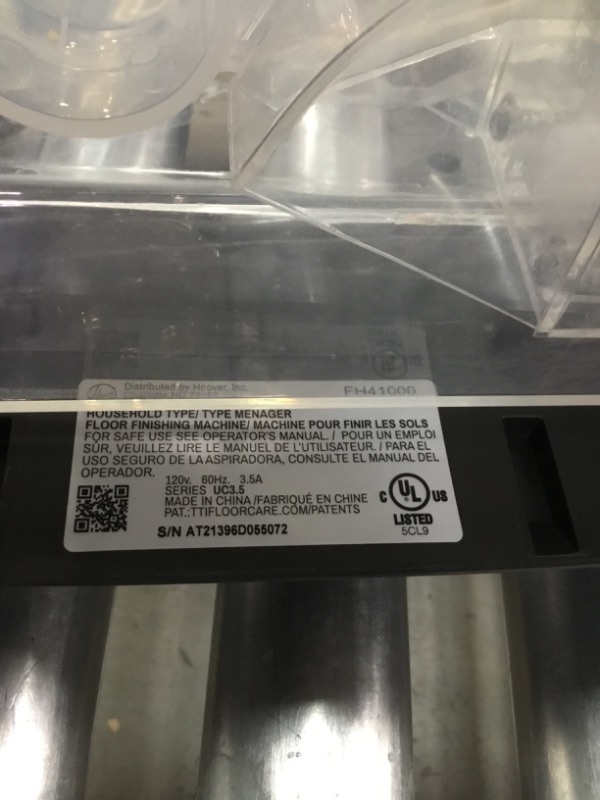 Distributed by Hoover, Inc.
FH41000
HOUSEHOLD TYPE/ TYPE MENAGER
FLOOR FINISHING MACHINE/ MACHINE POUR FINIR LES SOLS
FOR SAFE USE SEE OPERATOR'S MANUAL. / POUR UN EMPLOI
SÛR, VEUILLEZ LIRE LE MANUEL DE L'UTILISATEUR. / PARA EL
USO SEGURO DE LA ASPIRADORA, CONSULTE EL MANUAL DEL
OPERADOR.
120v. 60Hz. 3.5A
SERIES UC3.5
MADE IN CHINA /FABRIQUÉ EN CHINE
PAT.:TTIFLOORCARE.COM/PATENTS
C UL US
LISTED
5CL9
S/N AT21396D055072